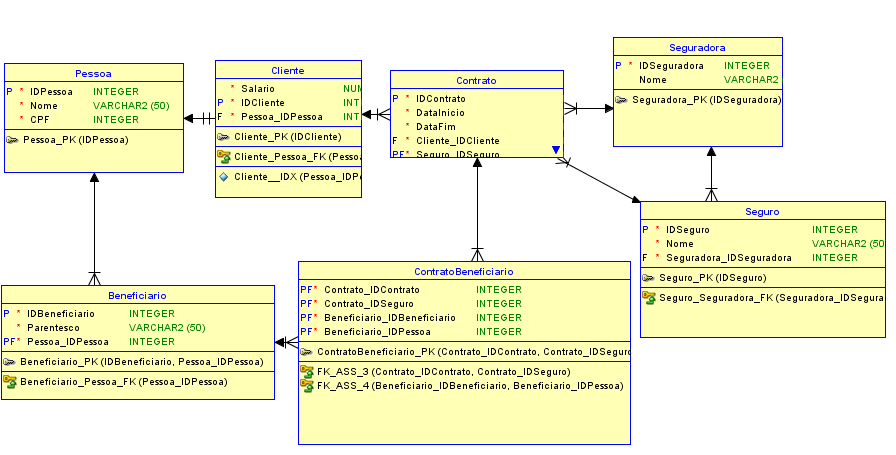 Pessoa
P * IDPessoa INTEGER
* Nome VARCHAR2 (50)
* CPF INTEGER
Pessoa_PK (IDPessoa)
Cliente
* Salario NUM
P * IDCliente INT
F * Pessoa_IDPessoa INT
Cliente_PK (IDCliente)
Cliente_Pessoa_FK (Pessoa
Cliente__IDX (Pessoa_IDPe
Contrato
P * IDContrato
* DataInicio
* DataFim
F * Cliente_IDCliente
PF* Seguro_IDSeguro
Seguradora
P * IDSeguradora INTEGER
Nome VARCHAR2
Seguradora_PK (IDSeguradora)
Seguro
P * IDSeguro INTEGER
* Nome VARCHAR2 (50
F * Seguradora_IDSeguradora INTEGER
Seguro_PK (IDSeguro)
Seguro_Seguradora_FK (Seguradora_IDSegura
Beneficiario
P * IDBeneficiario INTEGER
* Parentesco VARCHAR2 (50)
PF* Pessoa_IDPessoa INTEGER
Beneficiario_PK (IDBeneficiario, Pessoa_IDPessoa)
Beneficiario_Pessoa_FK (Pessoa_IDPessoa)
ContratoBeneficiario
PF* Contrato_IDContrato INTEGER
PF* Contrato_IDSeguro INTEGER
PF* Beneficiario_IDBeneficiario INTEGER
PF* Beneficiario_IDPessoa INTEGER
ContratoBeneficiario_PK (Contrato_IDContrato, Contrato_IDSeguro
FK_ASS_3 (Contrato_IDContrato, Contrato_IDSeguro)
FK_ASS_4 (Beneficiario_IDBeneficiario, Beneficiario_IDPessoa)